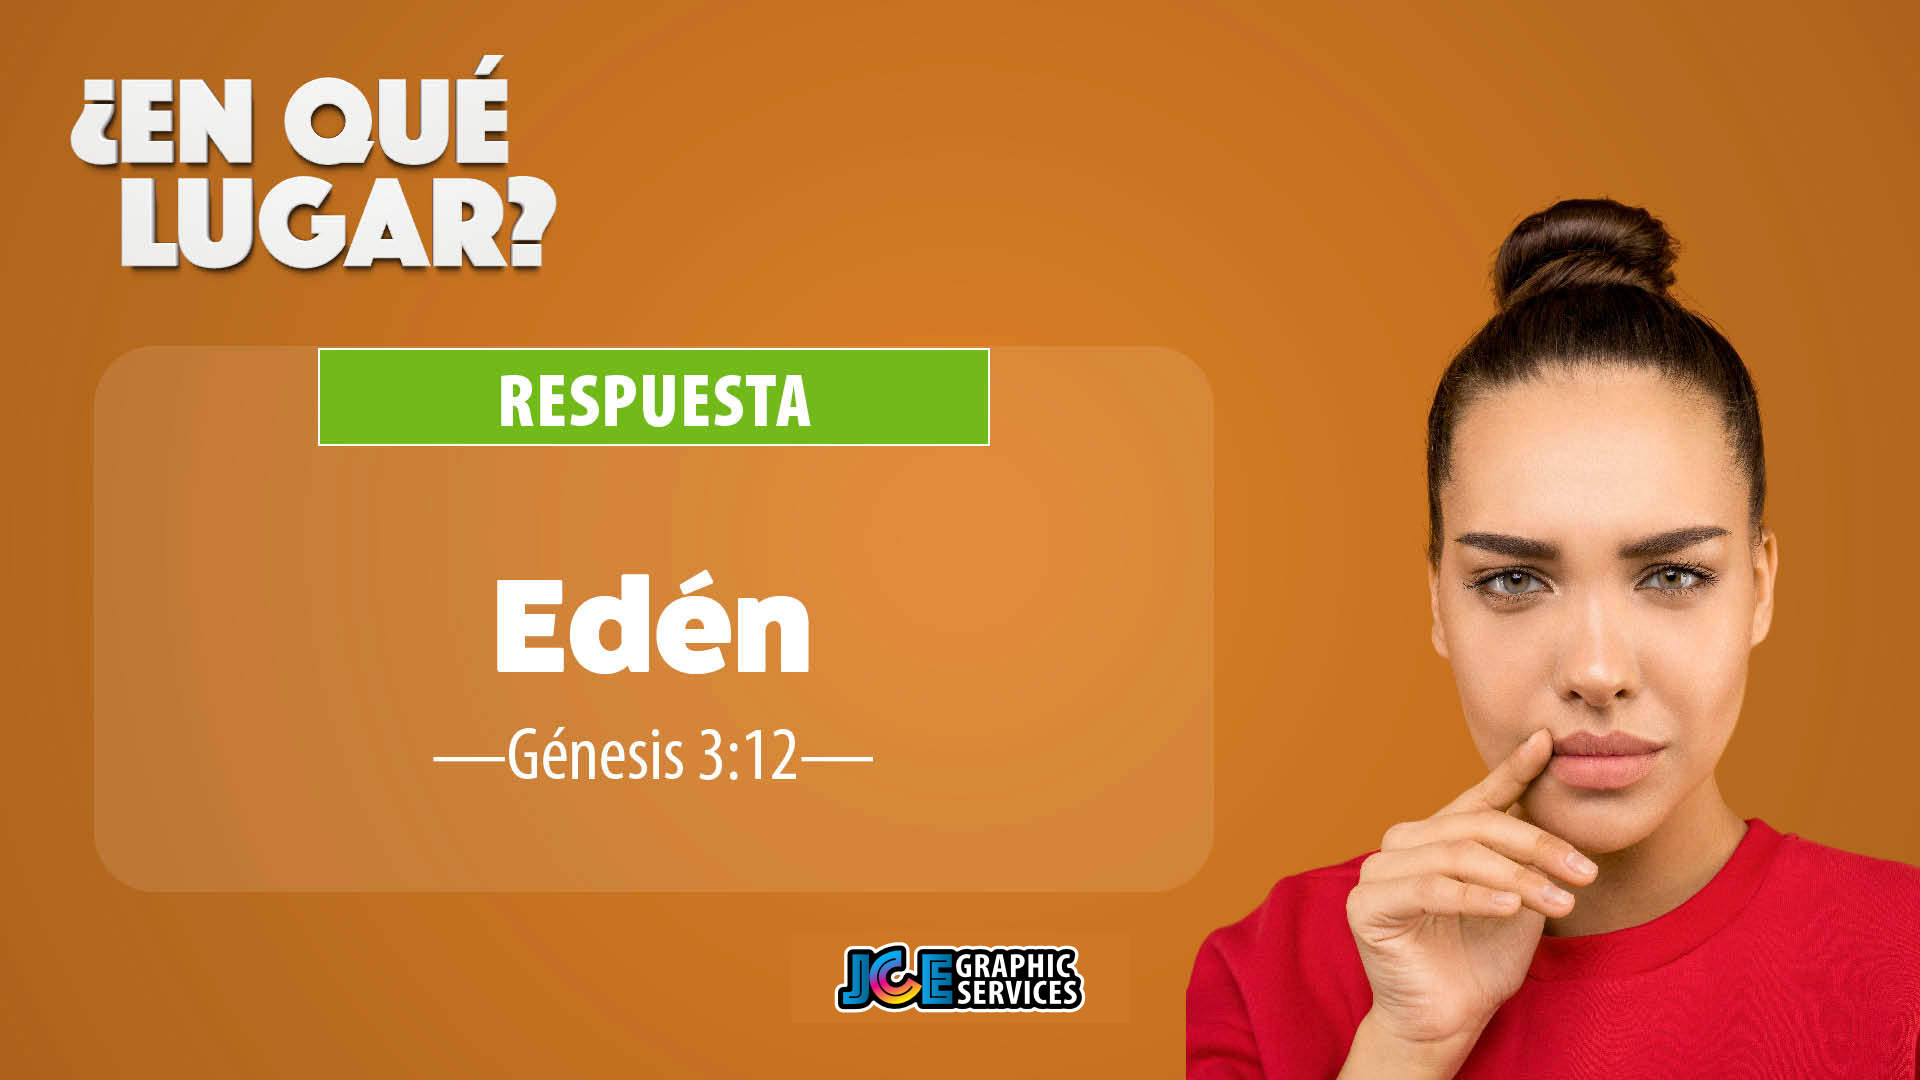 ¿EN QUÉ
LUGAR?
RESPUESTA
Edén
—Génesis 3:12—
JCE GRAPHIC
SERVICES